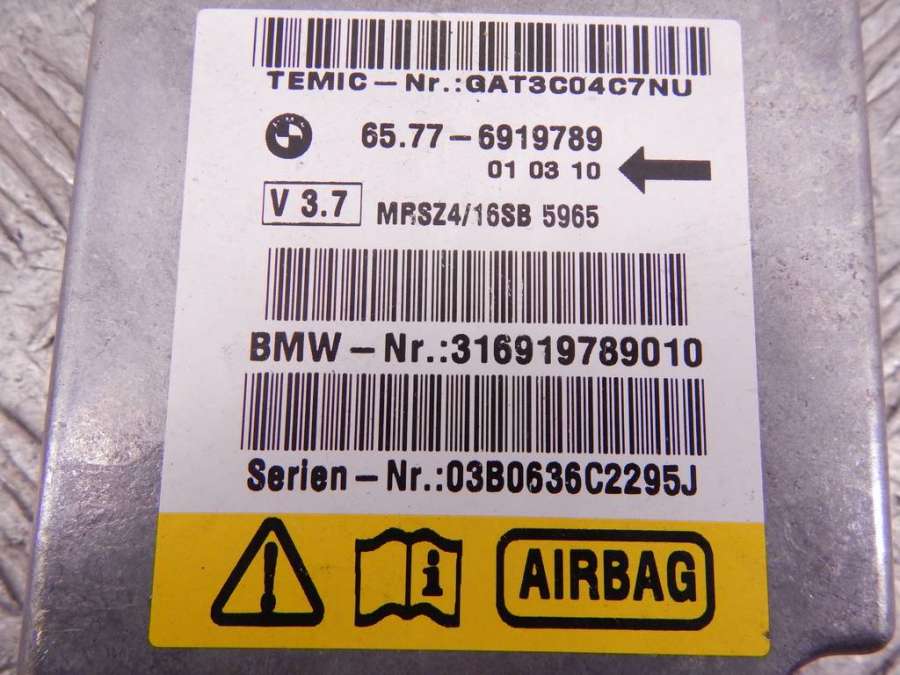 TEMIC – Nr.:GAT3C04C7NU
65.77 – 6919789
01 03 10
V 3.7
MRSZ4/16SB 5965
BMW – Nr.:316919789010
Serien – Nr.:03B0636C2295J
AIRBAG